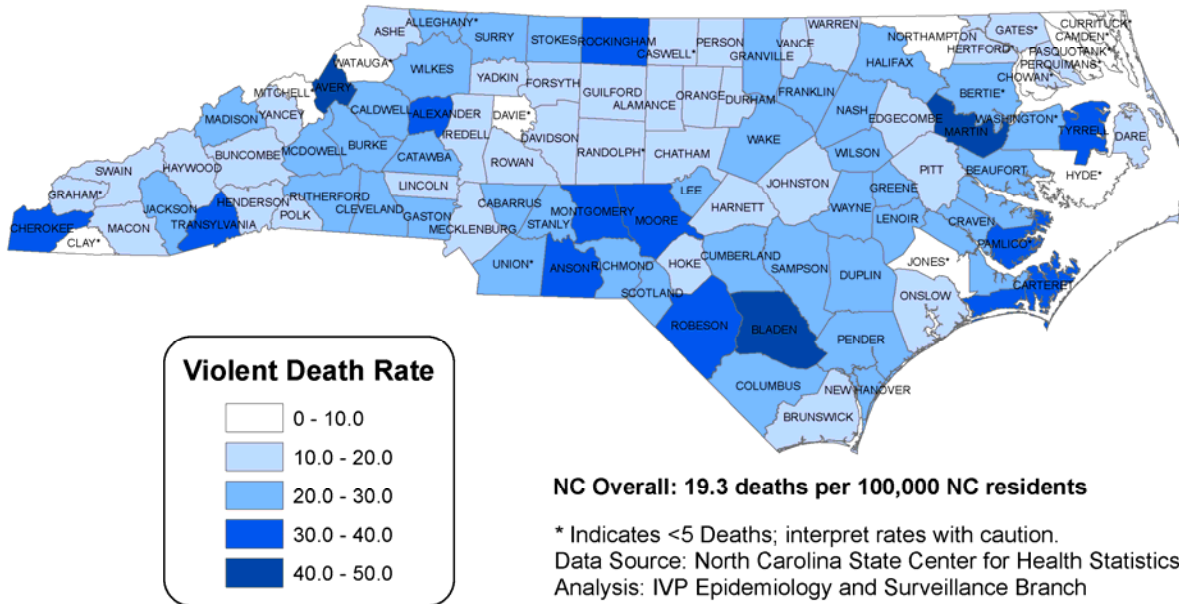 ALLEGHANY*
ASHE
SURRY
STOKES
ROCKINGHAM
CASWELL*
PERSON
VANCE
WARREN
GRANVILLE
NORTHAMPTON
GATES*
HERTFORD*
CURRITUCK*
CAMDEN*
PASQUOTANK*
PERQUIMANS*
CHOWAN*
WATAUGA*
WILKES
YADKIN
FORSYTH
GUILFORD
ALAMANCE
ORANGE
DURHAM
FRANKLIN
HALIFAX
BERTIE*
MITCHELL*
AVERY
CALDWELL
ALEXANDER
IREDELL
DAVIE*
DAVIDSON
NASH
EDGECOMBE
MARTIN
WASHINGTON*
TYRRELL
DARE
MADISON
YANCEY
MCDOWELL
BURKE
CATAWBA
ROWAN
RANDOLPH*
CHATHAM
WAKE
WILSON
PITT
BEAUFORT
HYDE*
SWAIN
HAYWOOD
BUNCOMBE
GRAHAM*
JACKSON
HENDERSON
RUTHERFORD
LINCOLN
CABARRUS
STANLY
MONTGOMERY
MOORE
LEE
HARNETT
JOHNSTON
WAYNE
GREENE
LENOIR
CRAVEN
PAMLICO*
CHEROKEE
CLAY*
MACON
TRANSYLVANIA
POLK
CLEVELAND
GASTON
MECKLENBURG
UNION*
ANSON
RICHMOND
SCOTLAND
HOKE
CUMBERLAND
SAMPSON
DUPLIN
JONES*
ONSLOW
CARTERET
ROBESON
BLADEN
PENDER
COLUMBUS
NEW HANOVER
BRUNSWICK
Violent Death Rate
0 - 10.0
10.0 - 20.0
20.0 - 30.0
30.0 - 40.0
40.0 - 50.0
NC Overall: 19.3 deaths per 100,000 NC residents
* Indicates <5 Deaths; interpret rates with caution.
Data Source: North Carolina State Center for Health Statistics
Analysis: IVP Epidemiology and Surveillance Branch